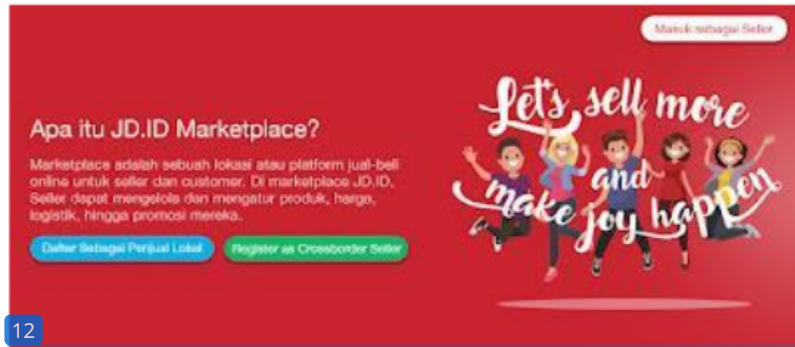 Masuk sebagai Seller
Let's sell more
and
make joy happen
Apa itu JD.ID Marketplace?
Marketplace adalah sebuah lokasi atau platform jual-beli
online untuk seller dan customer. Di marketplace JD.ID,
Seller dapat mengelola dan mengatur produk, harga,
logistik, hingga promosi mereka.
Daftar Sebagai Penjual Lokal
Register as Crossborder Seller
12